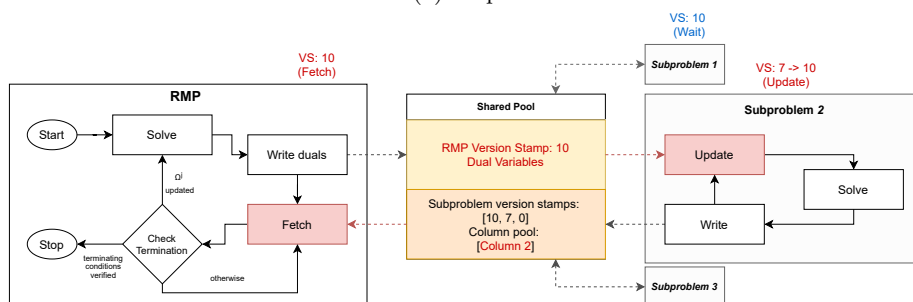 VS: 10
(Wait)
VS: 10
(Fetch)
Subproblem 1
VS: 7 -> 10
(Update)
RMP
Shared Pool
Subproblem 2
Start
Solve
Write duals
RMP Version Stamp: 10
Dual Variables
Update
Solve
Ω^j
updated
Subproblem version stamps:
[10, 7, 0]
Column pool:
[Column 2]
Fetch
Write
Stop
Check
Termination
terminating
conditions
verified
otherwise
Subproblem 3